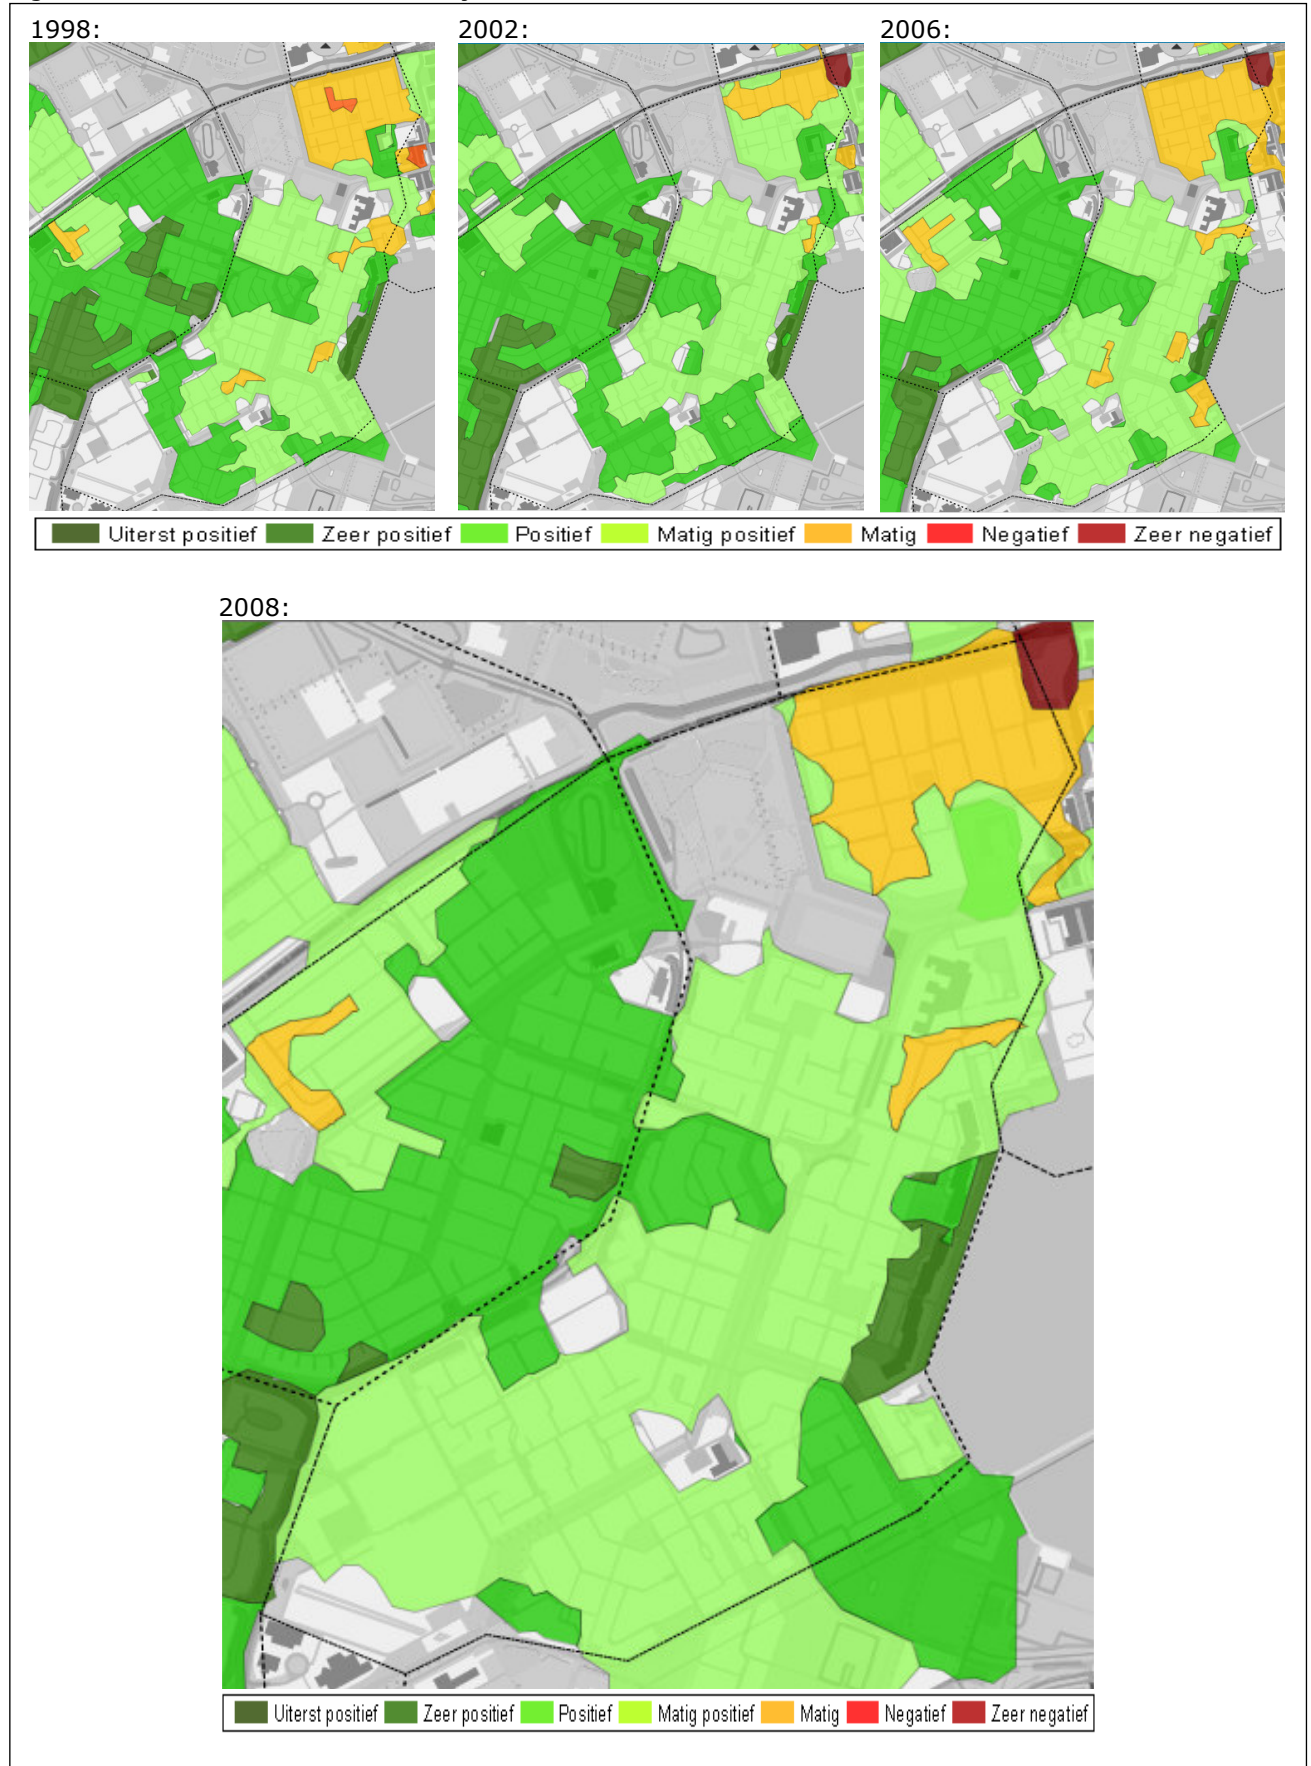 1998: 2002: 2006:
Uiterst positief Zeer positief Positief Matig positief Matig Negatief Zeer negatief
2008:
Uiterst positief Zeer positief Positief Matig positief Matig Negatief Zeer negatief